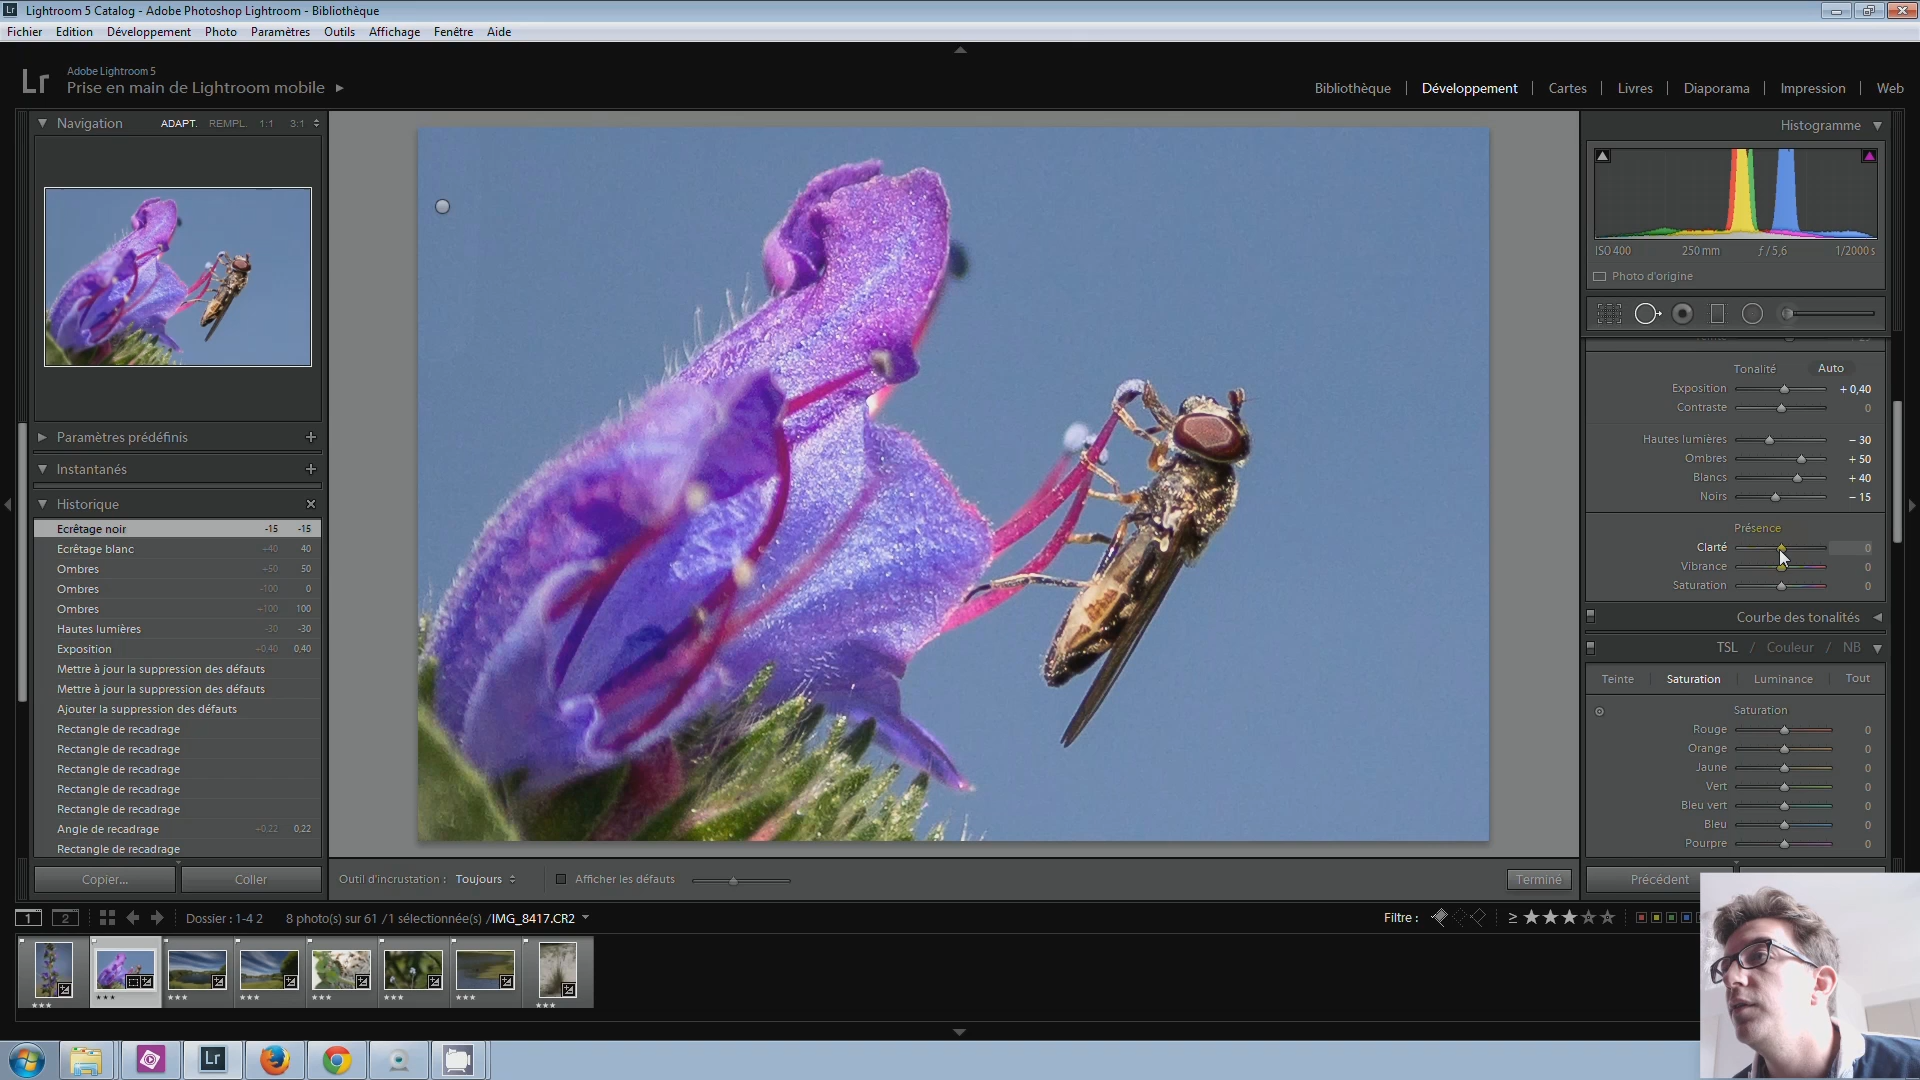 Lightroom 5 Catalog - Adobe Photoshop Lightroom - Bibliothèque
Fichier Edition Développement Photo Paramètres Outils Affichage Fenêtre Aide
Lr
Adobe Lightroom 5
Prise en main de Lightroom mobile
Bibliothèque | Développement | Cartes | Livres | Diaporama | Impression | Web
Navigation ADAPT. REMPL. 1:1 3:1
Paramètres prédéfinis
Instantanés
Historique
Ecrêtage noir -15 -15
Ecrêtage blanc +40 40
Ombres +50 50
Ombres -100 0
Ombres +100 100
Hautes lumières -30 -30
Exposition +0,40 0,40
Mettre à jour la suppression des défauts
Mettre à jour la suppression des défauts
Ajouter la suppression des défauts
Rectangle de recadrage
Rectangle de recadrage
Rectangle de recadrage
Rectangle de recadrage
Rectangle de recadrage
Angle de recadrage +0,22 0,22
Rectangle de recadrage
Copier... Coller
Histogramme
ISO 400 250 mm ƒ / 5,6 1/2000 s
Photo d'origine
Tonalité Auto
Exposition + 0,40
Contraste 0
Hautes lumières − 30
Ombres + 50
Blancs + 40
Noirs − 15
Présence
Clarté 0
Vibrance 0
Saturation 0
Courbe des tonalités
TSL / Couleur / NB
Teinte Saturation Luminance Tout
Saturation
Rouge 0
Orange 0
Jaune 0
Vert 0
Bleu vert 0
Bleu 0
Pourpre 0
Outil d'incrustation : Toujours Afficher les défauts Terminé
Précédent
1 2 Dossier : 1-4 2 8 photo(s) sur 61 /1 sélectionnée(s) /IMG_8417.CR2
Filtre : ≥
Lr